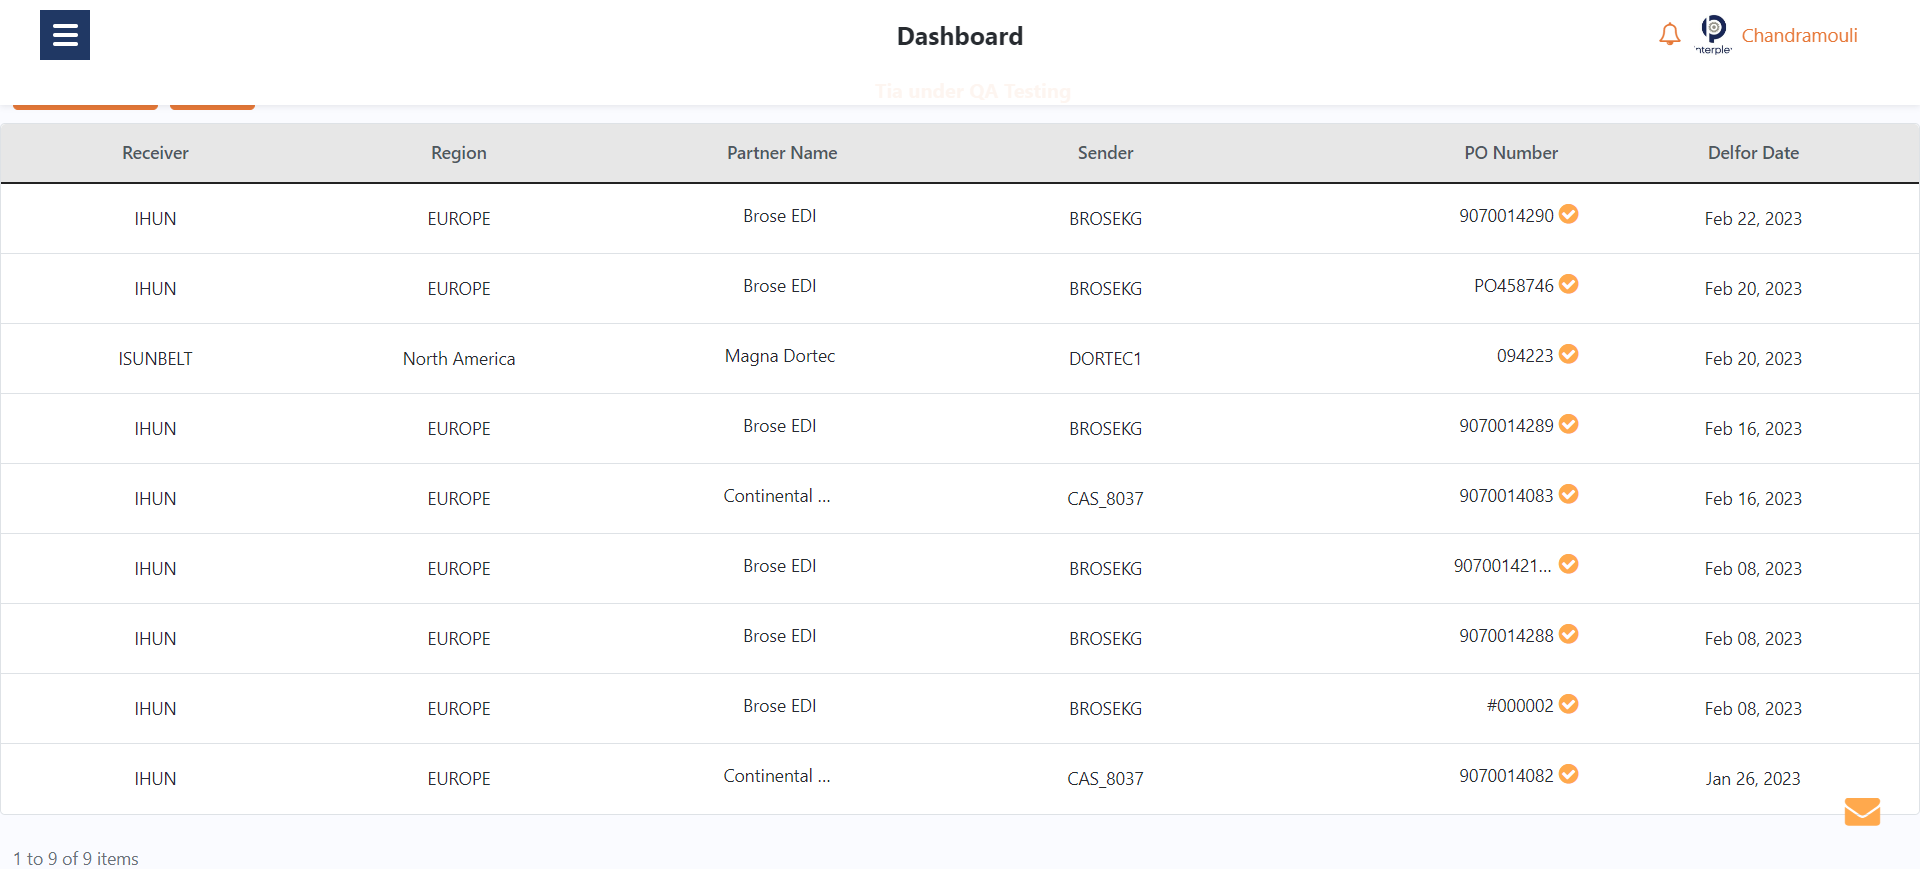 Dashboard
nterple
Chandramouli
Tia under QA Testing
Receiver Region Partner Name Sender PO Number Delfor Date
IHUN EUROPE Brose EDI BROSEKG 9070014290 Feb 22, 2023
IHUN EUROPE Brose EDI BROSEKG PO458746 Feb 20, 2023
ISUNBELT North America Magna Dortec DORTEC1 094223 Feb 20, 2023
IHUN EUROPE Brose EDI BROSEKG 9070014289 Feb 16, 2023
IHUN EUROPE Continental ... CAS_8037 9070014083 Feb 16, 2023
IHUN EUROPE Brose EDI BROSEKG 907001421... Feb 08, 2023
IHUN EUROPE Brose EDI BROSEKG 9070014288 Feb 08, 2023
IHUN EUROPE Brose EDI BROSEKG #000002 Feb 08, 2023
IHUN EUROPE Continental ... CAS_8037 9070014082 Jan 26, 2023
1 to 9 of 9 items